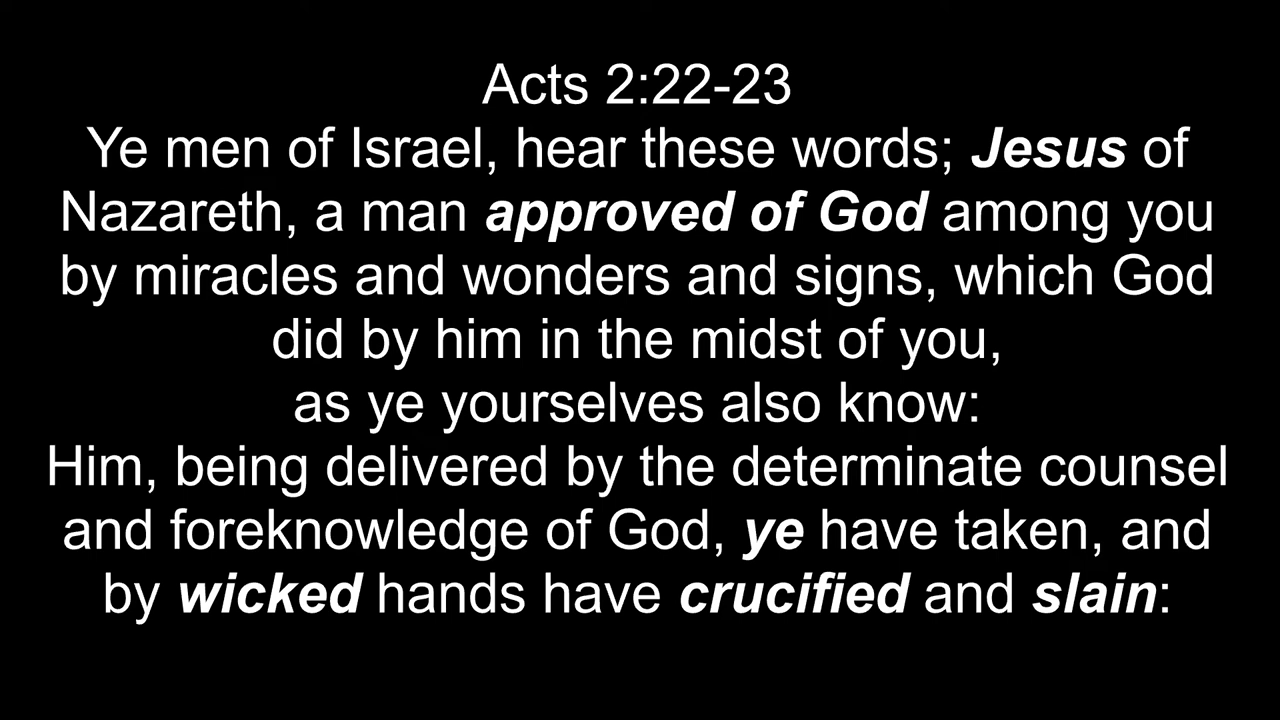 Acts 2:22-23
Ye men of Israel, hear these words; Jesus of
Nazareth, a man approved of God among you
by miracles and wonders and signs, which God
did by him in the midst of you,
as ye yourselves also know:
Him, being delivered by the determinate counsel
and foreknowledge of God, ye have taken, and
by wicked hands have crucified and slain: